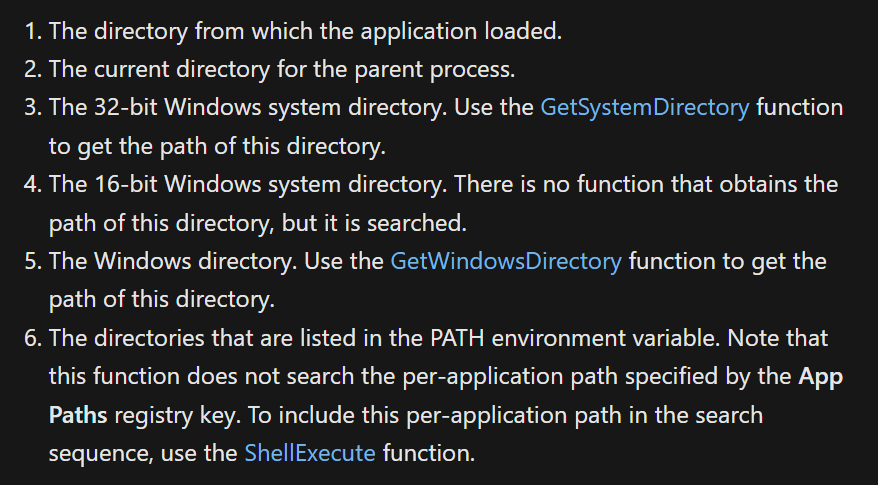 1. The directory from which the application loaded.
2. The current directory for the parent process.
3. The 32-bit Windows system directory. Use the GetSystemDirectory function
to get the path of this directory.
4. The 16-bit Windows system directory. There is no function that obtains the
path of this directory, but it is searched.
5. The Windows directory. Use the GetWindowsDirectory function to get the
path of this directory.
6. The directories that are listed in the PATH environment variable. Note that
this function does not search the per-application path specified by the App
Paths registry key. To include this per-application path in the search
sequence, use the ShellExecute function.